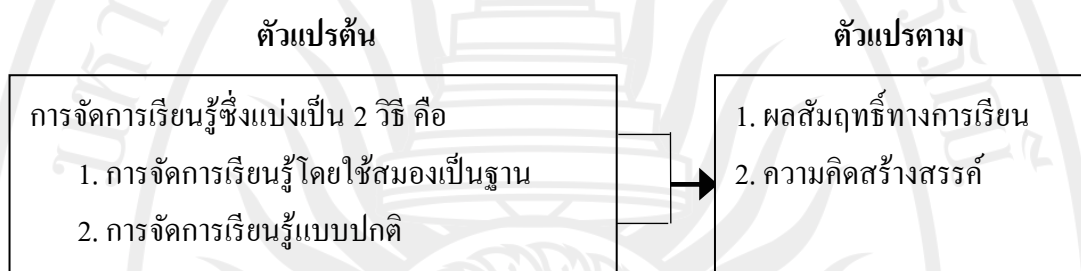 ตัวแปรต้น
ตัวแปรตาม
การจัดการเรียนรู้ซึ่งแบ่งเป็น 2 วิธี คือ
1. การจัดการเรียนรู้โดยใช้สมองเป็นฐาน
2. การจัดการเรียนรู้แบบปกติ
1. ผลสัมฤทธิ์ทางการเรียน
2. ความคิดสร้างสรรค์